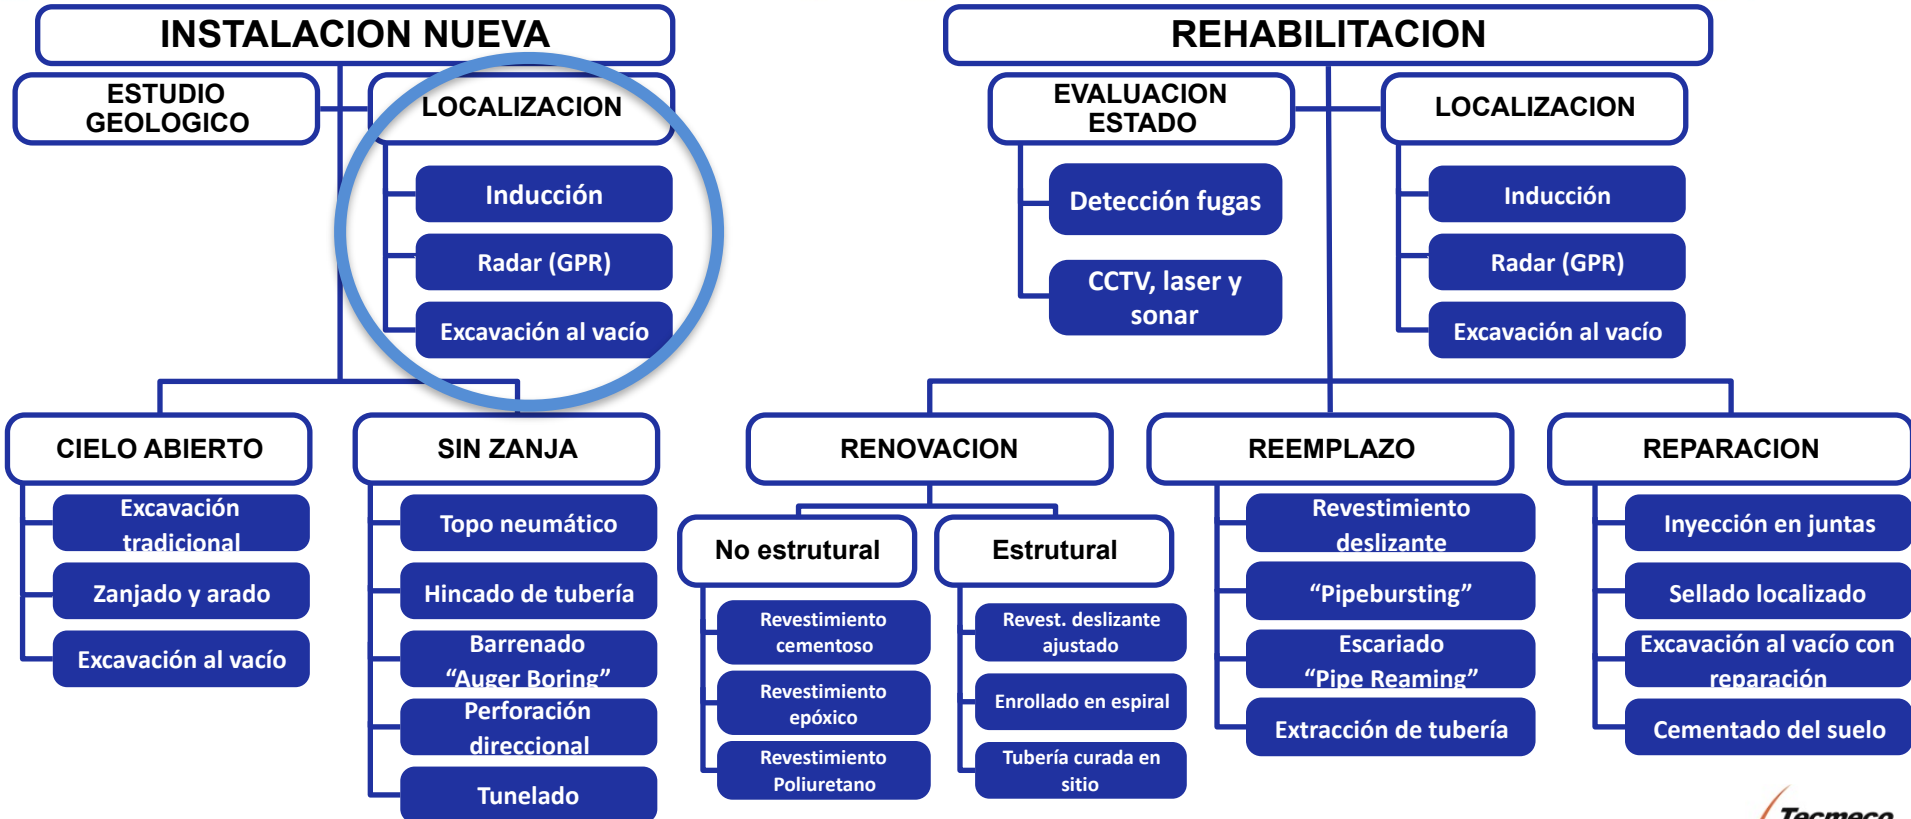 INSTALACION NUEVA
ESTUDIO
GEOLOGICO
LOCALIZACION
Inducción
Radar (GPR)
Excavación al vacío
CIELO ABIERTO
Excavación
tradicional
Zanjado y arado
Excavación al vacío
SIN ZANJA
Topo neumático
Hincado de tubería
Barrenado
“Auger Boring”
Perforación
direccional
Tunelado
REHABILITACION
EVALUACION
ESTADO
Detección fugas
CCTV, laser y
sonar
LOCALIZACION
Inducción
Radar (GPR)
Excavación al vacío
RENOVACION
No estrutural
Revestimiento
cementoso
Revestimiento
epóxico
Revestimiento
Poliuretano
Estrutural
Revest. deslizante
ajustado
Enrollado en espiral
Tubería curada en
sitio
REEMPLAZO
Revestimiento
deslizante
“Pipebursting”
Escariado
“Pipe Reaming”
Extracción de tubería
REPARACION
Inyección en juntas
Sellado localizado
Excavación al vacío con
reparación
Cementado del suelo
Tecmeco